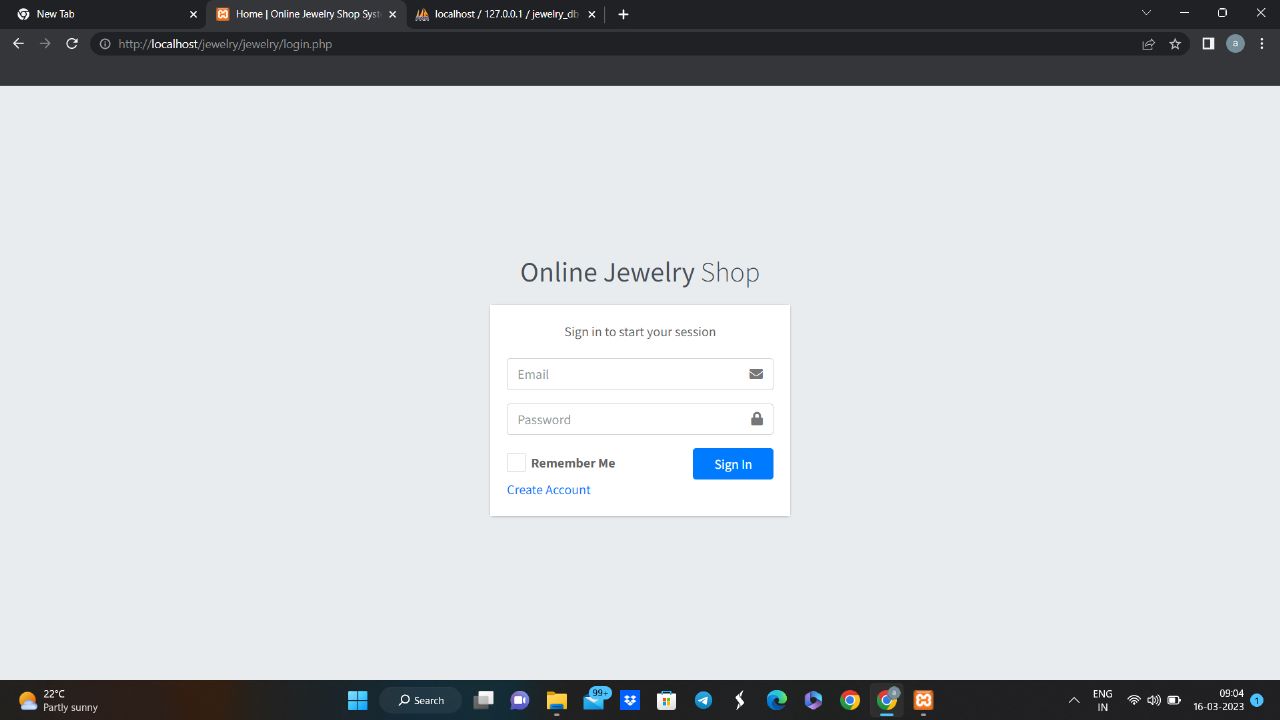 New Tab
Home | Online Jewelry Shop Syst
localhost / 127.0.0.1 / jewelry_db
http://localhost/jewelry/jewelry/login.php
a
Online Jewelry Shop
Sign in to start your session
Email
Password
Remember Me
Sign In
Create Account
22°C
Partly sunny
Search
99+
a
ENG
IN
09:04
16-03-2023
1